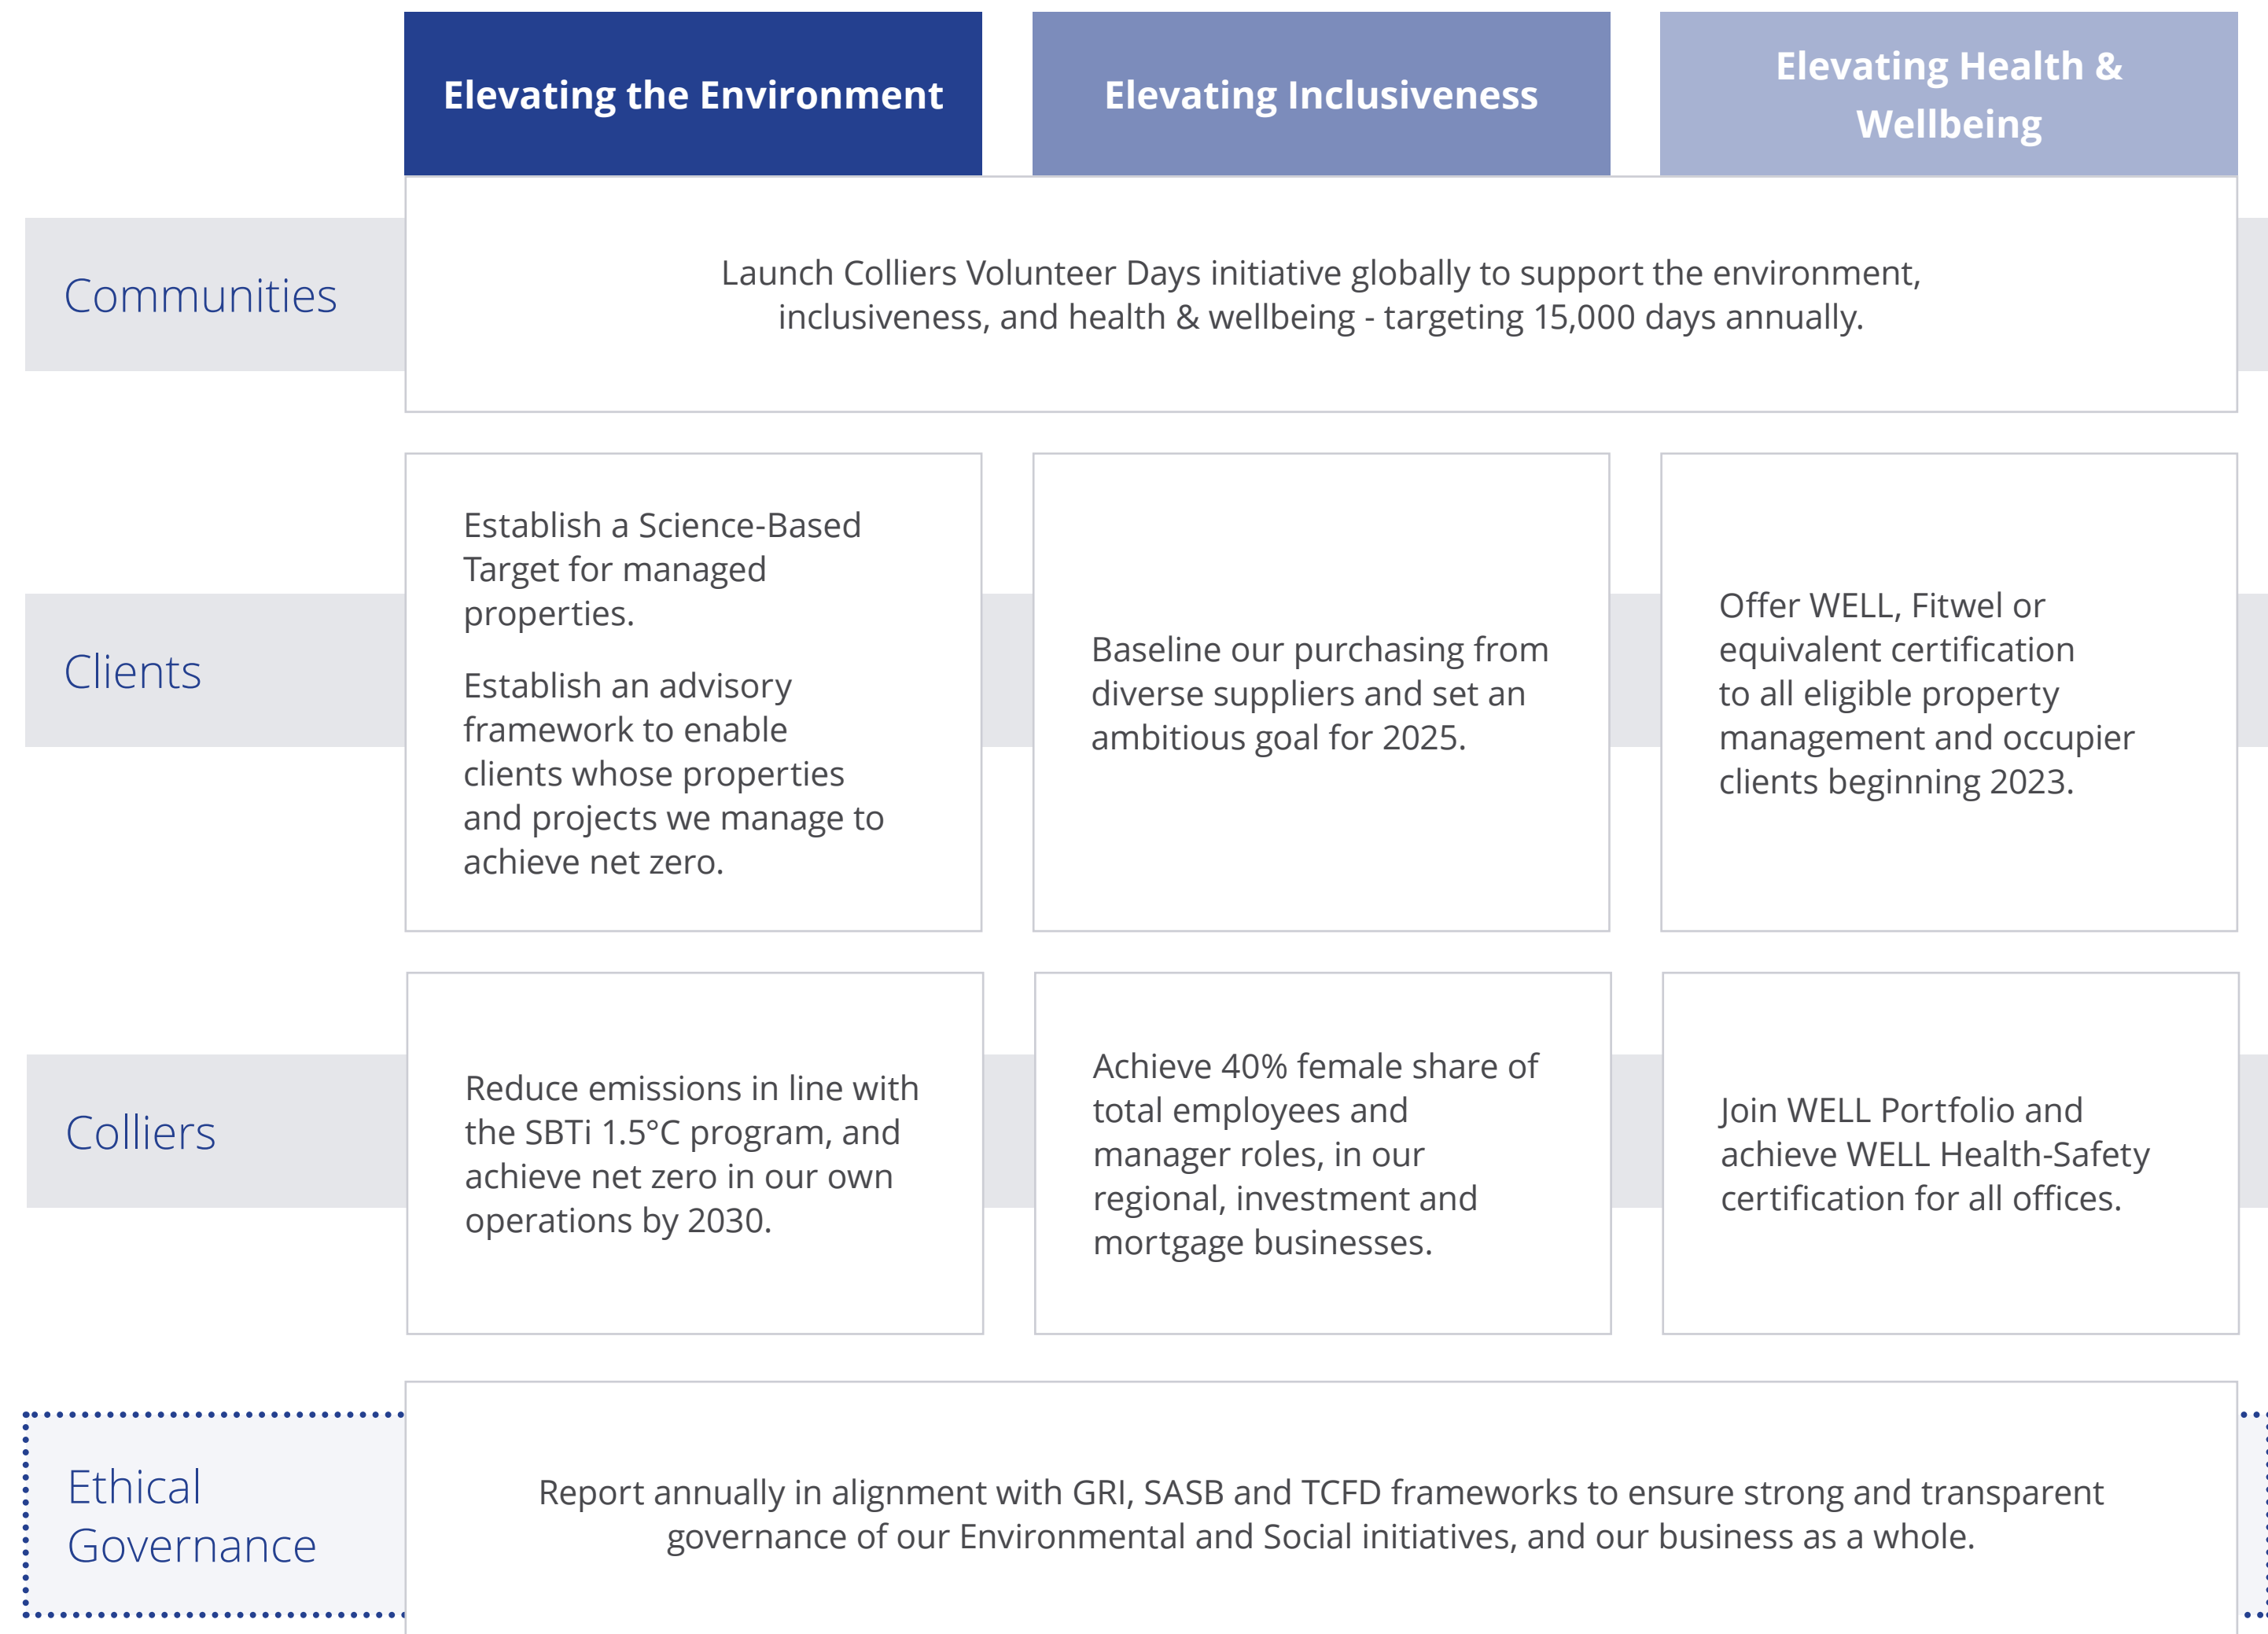 Elevating the Environment
Elevating Inclusiveness
Elevating Health &
Wellbeing
Communities
Launch Colliers Volunteer Days initiative globally to support the environment,
inclusiveness, and health & wellbeing - targeting 15,000 days annually.
Clients
Establish a Science-Based
Target for managed
properties.
Establish an advisory
framework to enable
clients whose properties
and projects we manage to
achieve net zero.
Baseline our purchasing from
diverse suppliers and set an
ambitious goal for 2025.
Offer WELL, Fitwel or
equivalent certification
to all eligible property
management and occupier
clients beginning 2023.
Colliers
Reduce emissions in line with
the SBTi 1.5°C program, and
achieve net zero in our own
operations by 2030.
Achieve 40% female share of
total employees and
manager roles, in our
regional, investment and
mortgage businesses.
Join WELL Portfolio and
achieve WELL Health-Safety
certification for all offices.
Ethical
Governance
Report annually in alignment with GRI, SASB and TCFD frameworks to ensure strong and transparent
governance of our Environmental and Social initiatives, and our business as a whole.